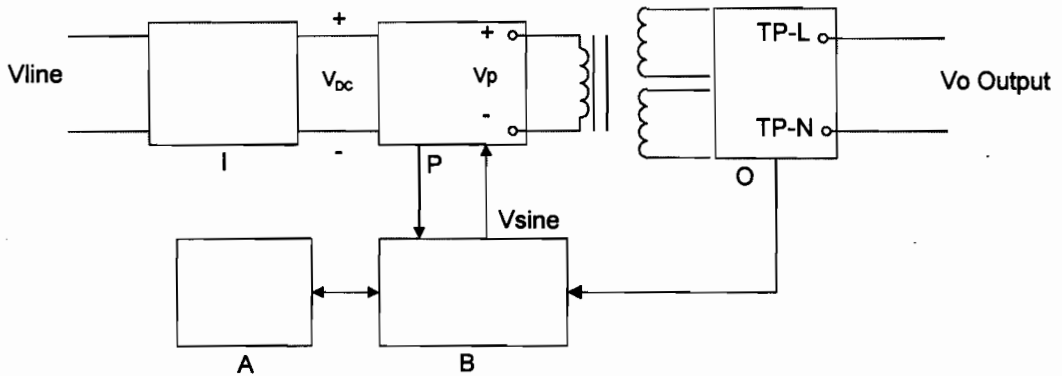 Vline
+
V_DC
-
I
+
Vp
-
P
TP-L
TP-N
O
Vo Output
Vsine
A
B